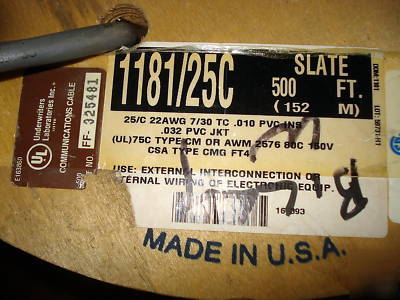 1181/25C
SLATE
500 FT.
(152 M)
25/C 22AWG 7/30 TC .010 PVC INS
.032 PVC JKT
(UL)75C TYPE CM OR AWM 2576 80C 150V
CSA TYPE CMG FT4
USE: EXTERNAL INTERCONNECTION OR
INTERNAL WIRING OF ELECTRONIC EQUIP.
MADE IN U.S.A.
E163860
UL
Underwriters
Laboratories Inc.
COMMUNICATIONS CABLE
NO. FF-325481